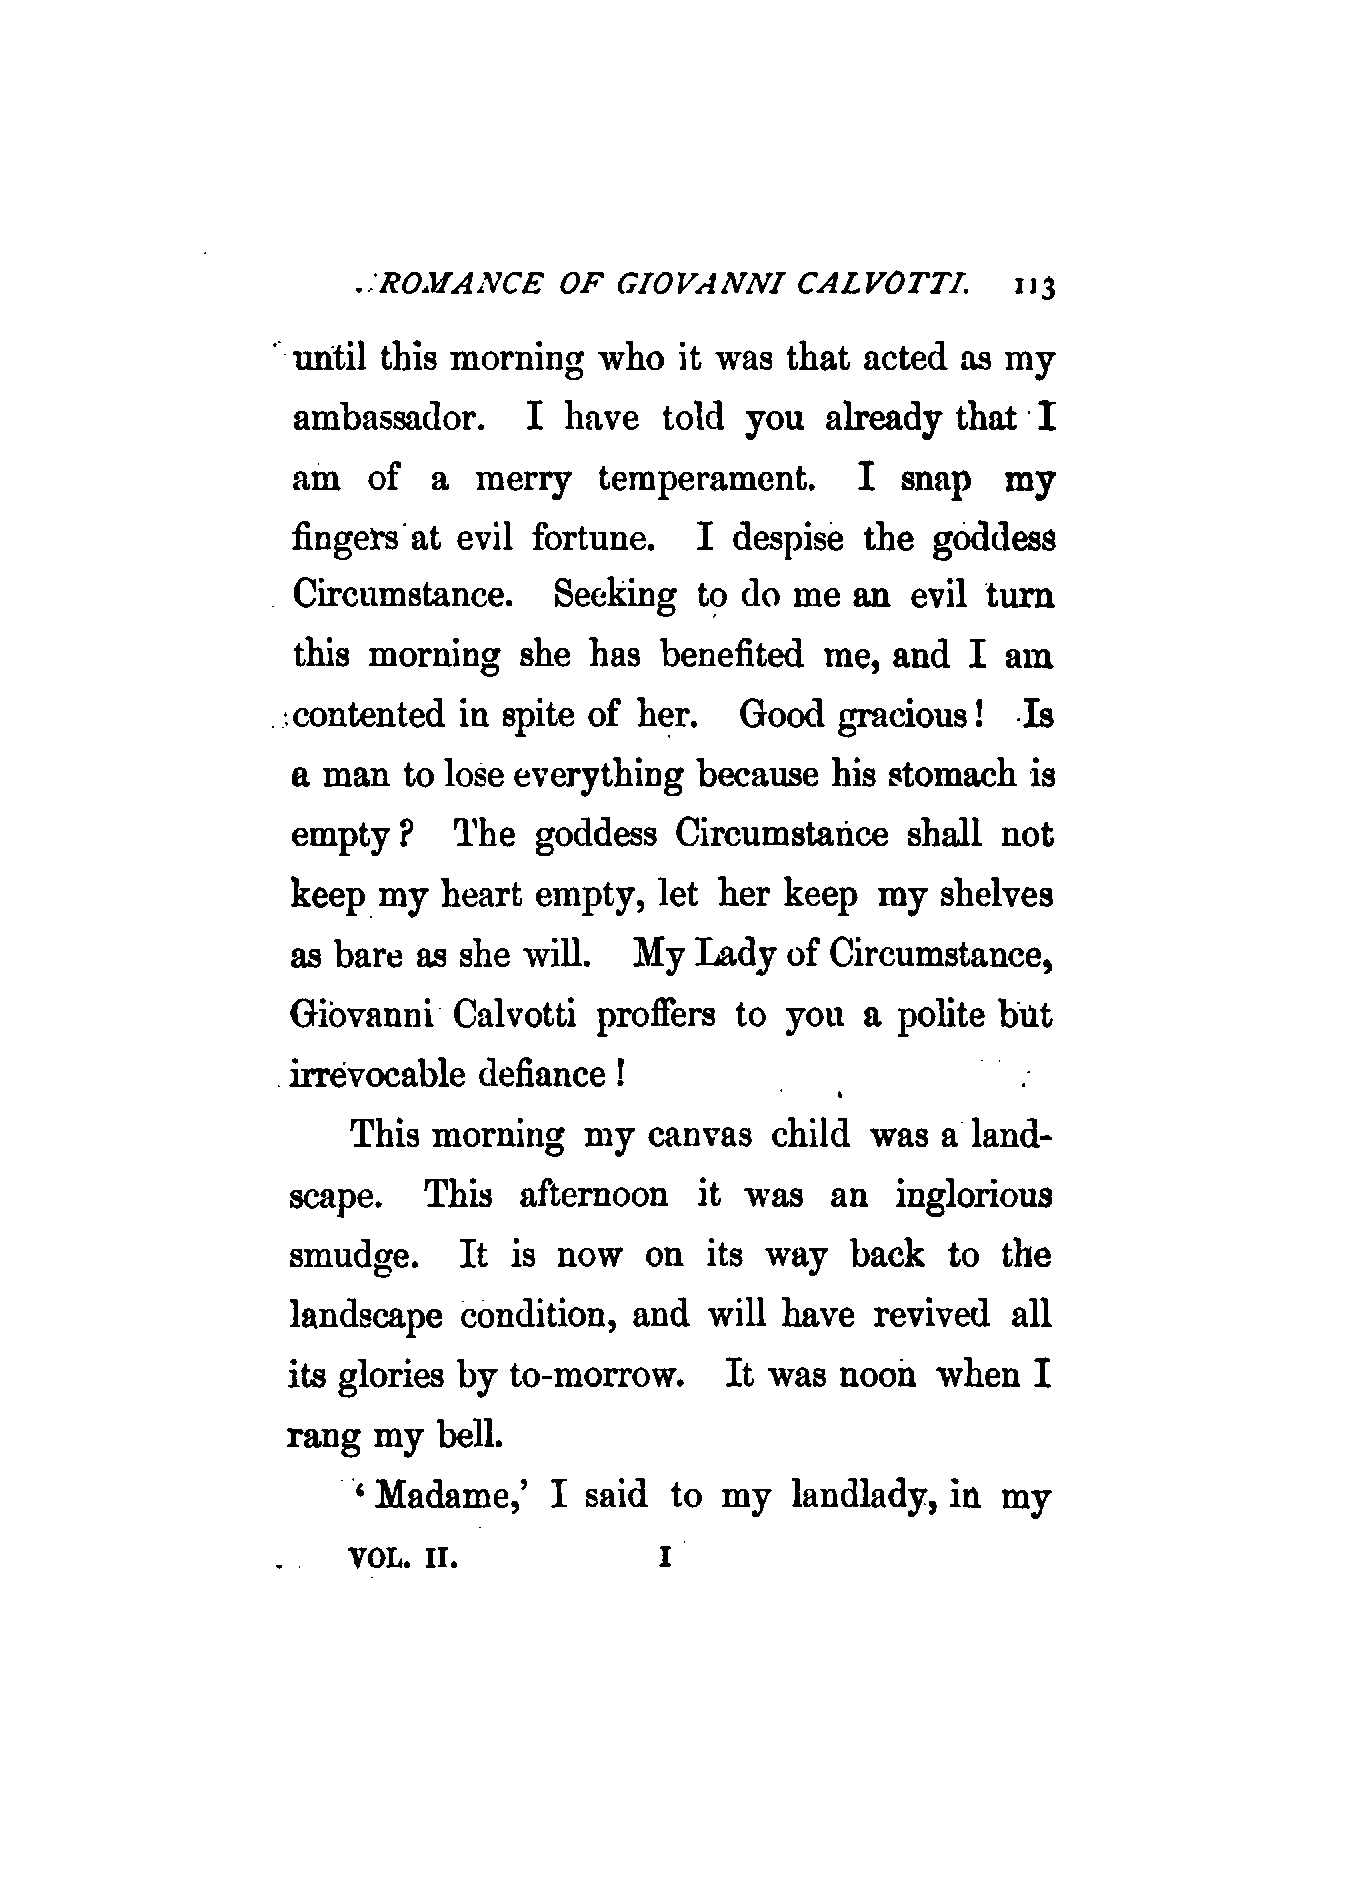 ROMANCE OF GIOVANNI CALVOTTI. 113
until this morning who it was that acted as my
ambassador. I have told you already that I
am of a merry temperament. I snap my
fingers at evil fortune. I despise the goddess
Circumstance. Seeking to do me an evil turn
this morning she has benefited me, and I am
contented in spite of her. Good gracious! Is
a man to lose everything because his stomach is
empty? The goddess Circumstance shall not
keep my heart empty, let her keep my shelves
as bare as she will. My Lady of Circumstance,
Giovanni Calvotti proffers to you a polite but
irrevocable defiance!
This morning my canvas child was a land-
scape. This afternoon it was an inglorious
smudge. It is now on its way back to the
landscape condition, and will have revived all
its glories by to-morrow. It was noon when I
rang my bell.
‘Madame,’ I said to my landlady, in my
VOL. II. I